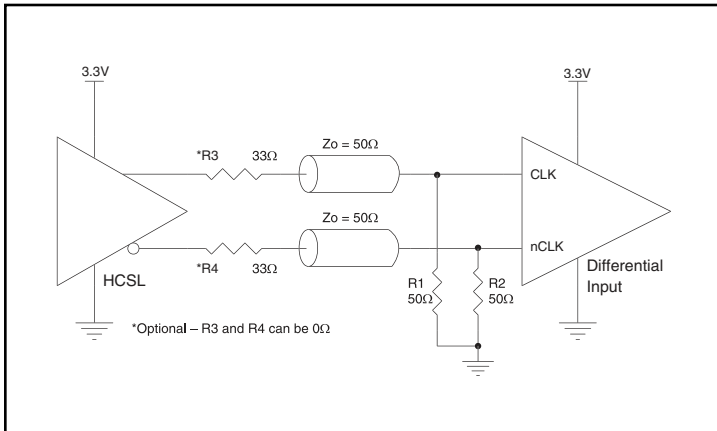 3.3V
3.3V
*R3 33Ω
Zo = 50Ω
CLK
Zo = 50Ω
nCLK
*R4 33Ω
HCSL
R1
50Ω
R2
50Ω
Differential
Input
*Optional – R3 and R4 can be 0Ω